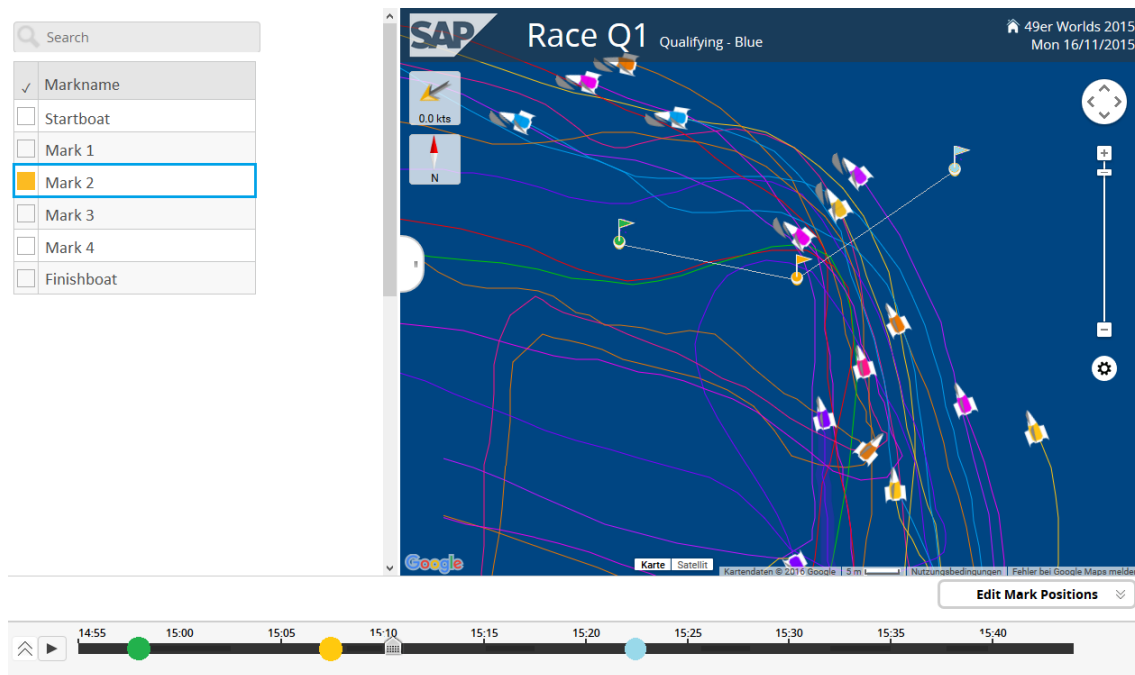 Search
✓ Markname
Startboat
Mark 1
Mark 2
Mark 3
Mark 4
Finishboat
SAP
Race Q1 Qualifying - Blue
49er Worlds 2015
Mon 16/11/2015
0.0 kts
N
Google
Karte Satellit
Kartendaten © 2016 Google 5 m Nutzungsbedingungen Fehler bei Google Maps melde
Edit Mark Positions
14:55 15:00 15:05 15:10 15:15 15:20 15:25 15:30 15:35 15:40